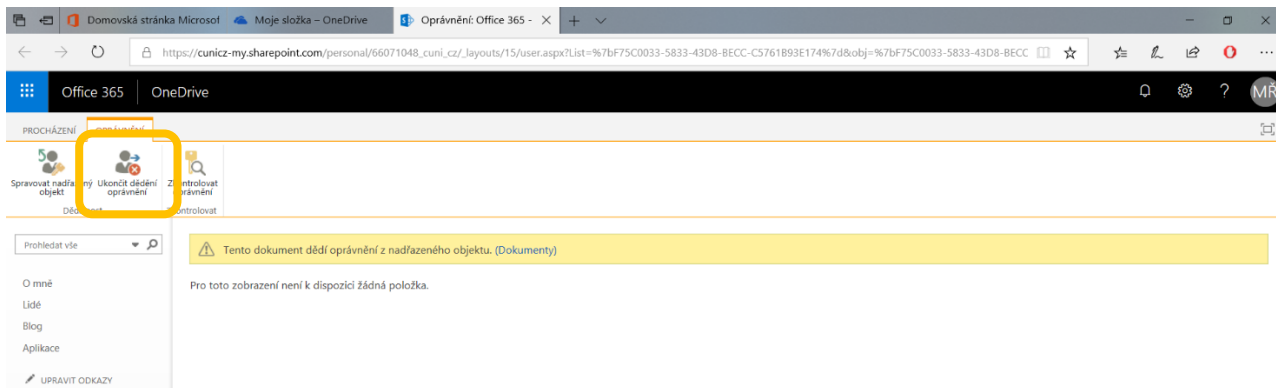 Domovská stránka Microsof Moje složka – OneDrive Oprávnění: Office 365 -
https://cunicz-my.sharepoint.com/personal/66071048_cuni_cz/_layouts/15/user.aspx?List=%7bF75C0033-5833-43D8-BECC-C5761B93E174%7d&obj=%7bF75C0033-5833-43D8-BECC
Office 365 OneDrive MŘ
PROCHÁZENÍ OPRÁVNĚNÍ
Spravovat nadřazený Ukončit dědění Zkontrolovat
objekt oprávnění oprávnění
Dědičnost Zkontrolovat
Prohledat vše
Tento dokument dědí oprávnění z nadřazeného objektu. (Dokumenty)
O mně
Pro toto zobrazení není k dispozici žádná položka.
Lidé
Blog
Aplikace
UPRAVIT ODKAZY